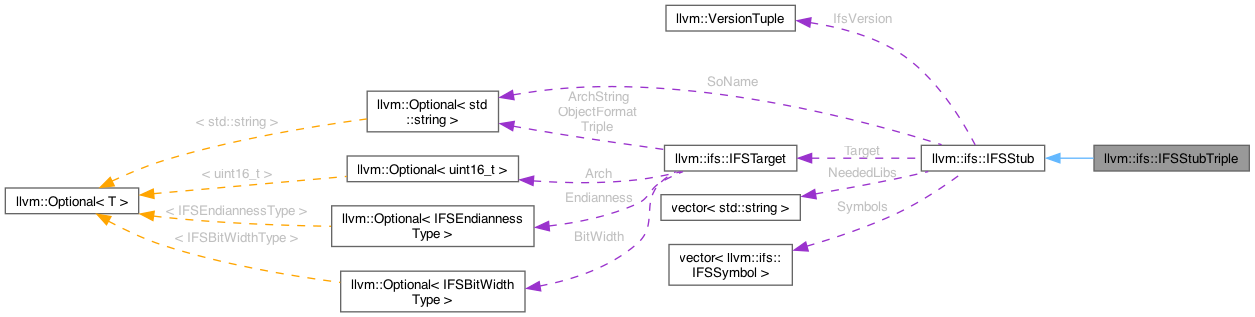 llvm::VersionTuple
IfsVersion
SoName
llvm::Optional< std
::string >
ArchString
ObjectFormat
Triple
< std::string >
llvm::ifs::IFSTarget
Target
llvm::ifs::IFSStub
llvm::ifs::IFSStubTriple
llvm::Optional< uint16_t >
< uint16_t >
Arch
NeededLibs
llvm::Optional< T >
Endianness
vector< std::string >
Symbols
< IFSEndiannessType >
llvm::Optional< IFSEndianness
Type >
< IFSBitWidthType >
BitWidth
vector< llvm::ifs::
IFSSymbol >
llvm::Optional< IFSBitWidth
Type >